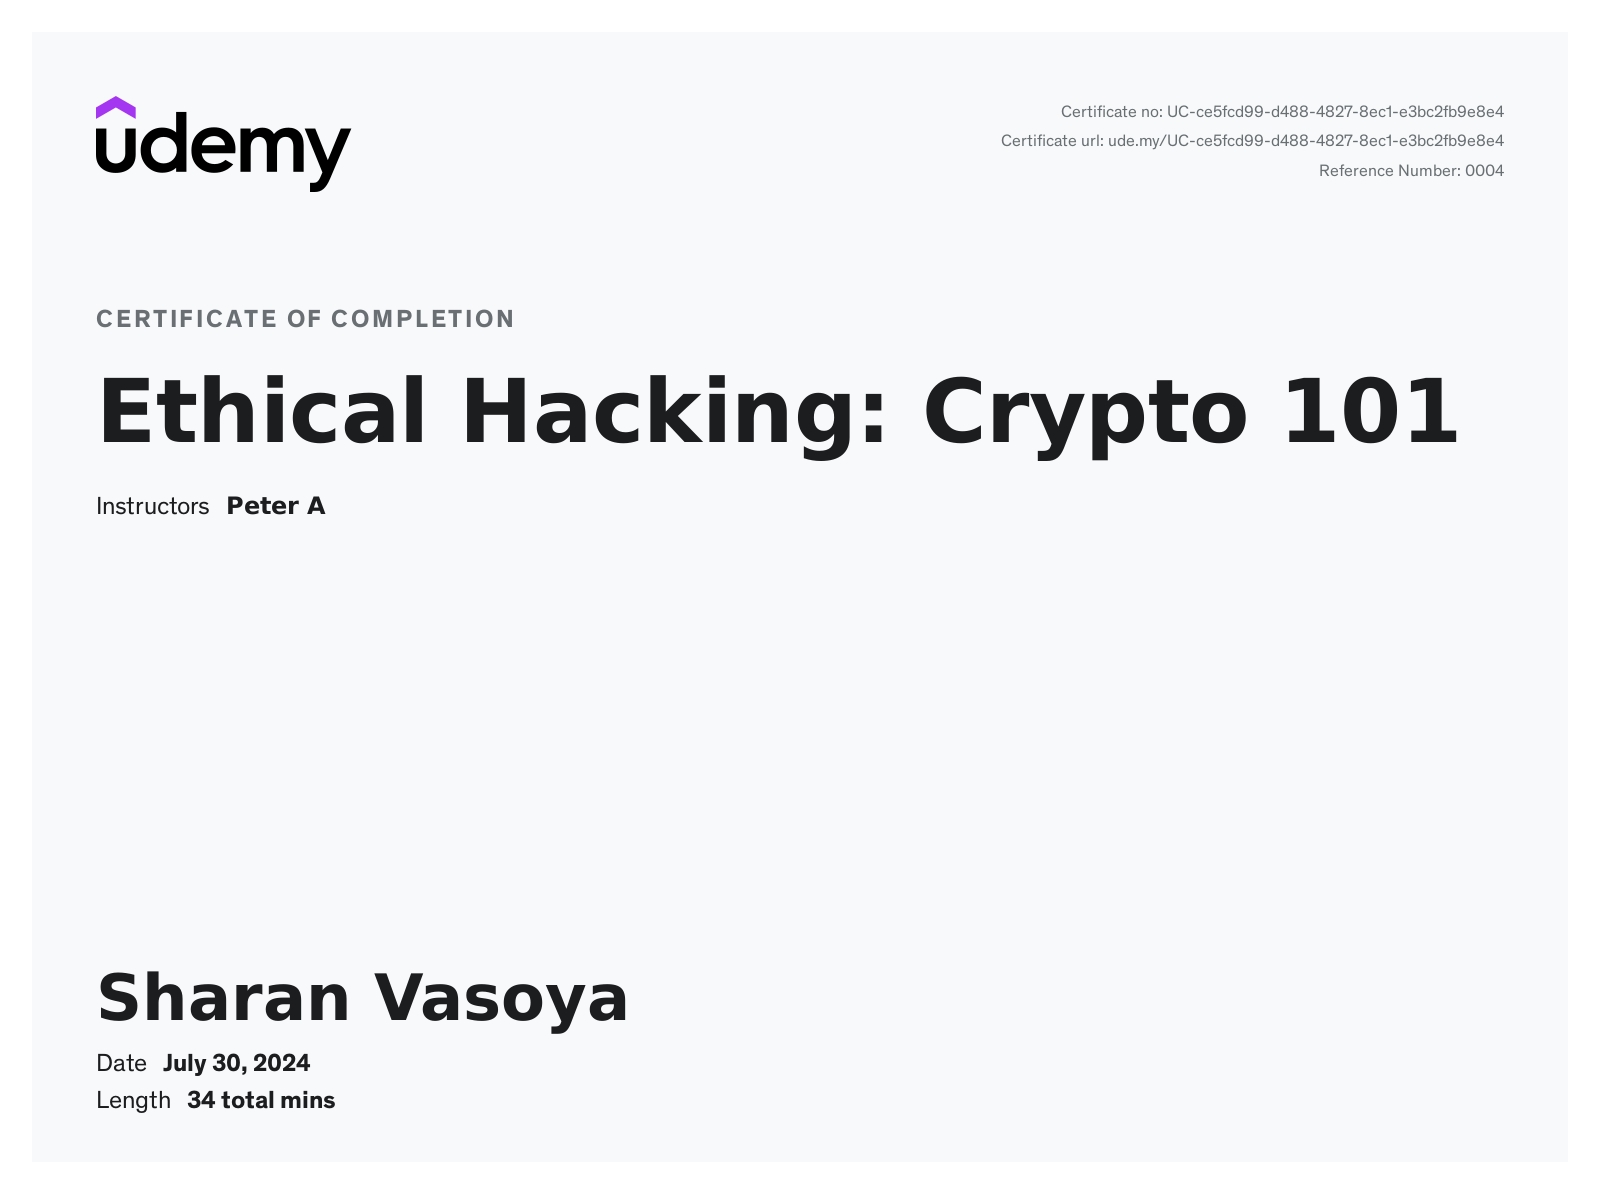 udemy
Certificate no: UC-ce5fcd99-d488-4827-8ec1-e3bc2fb9e8e4
Certificate url: ude.my/UC-ce5fcd99-d488-4827-8ec1-e3bc2fb9e8e4
Reference Number: 0004
CERTIFICATE OF COMPLETION
Ethical Hacking: Crypto 101
Instructors Peter A
Sharan Vasoya
Date July 30, 2024
Length 34 total mins